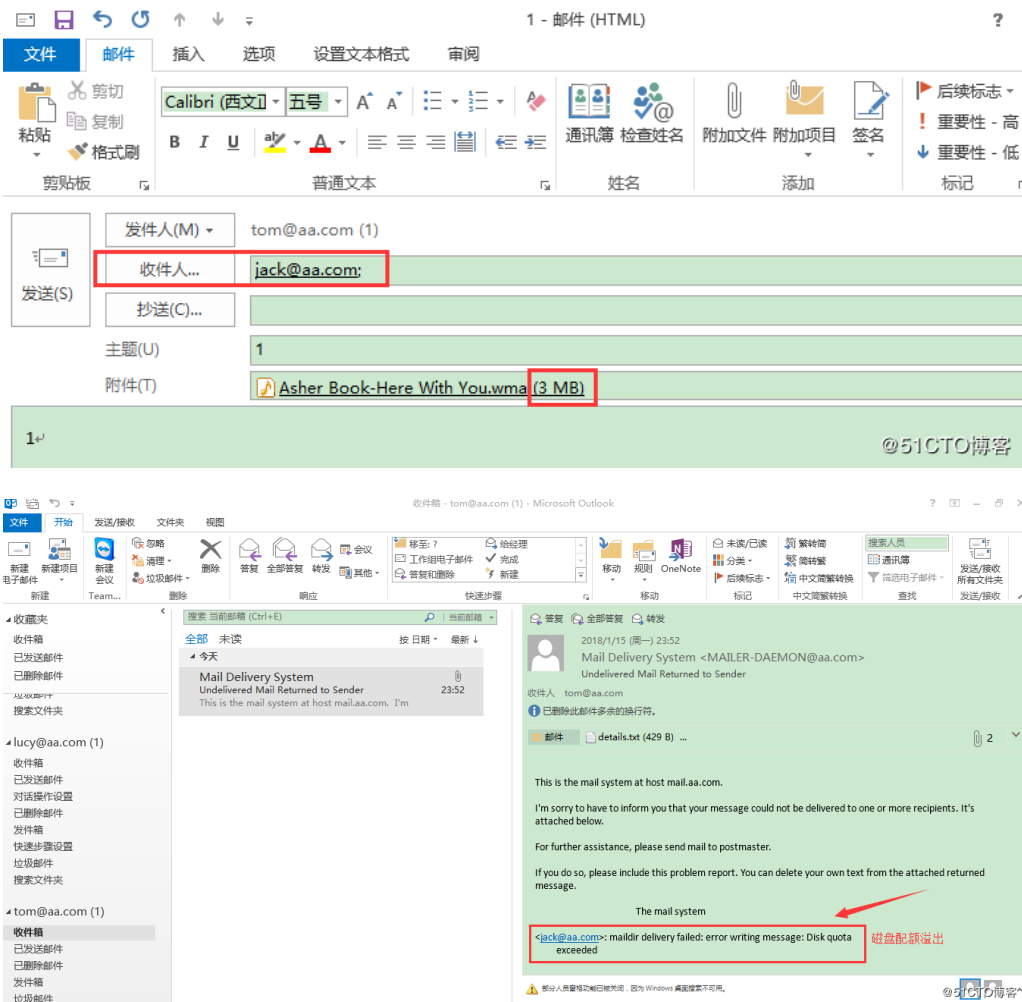 1 - 邮件 (HTML)
?
文件 邮件 插入 选项 设置文本格式 审阅
粘贴
剪切
复制
格式刷
剪贴板
Calibri (西文正 五号
B I U
普通文本
通讯簿 检查姓名
姓名
附加文件 附加项目 签名
添加
后续标志
重要性 - 高
重要性 - 低
标记
发送(S)
发件人(M) tom@aa.com (1)
收件人... jack@aa.com;
抄送(C)...
主题(U) 1
附件(T) Asher Book-Here With You.wma (3 MB)
1
@51CTO博客
收件箱 - tom@aa.com (1) - Microsoft Outlook
?
文件 开始 发送/接收 文件夹 视图
新建
电子邮件
新建项目
新建
新建
会议
Team...
忽略
清理
垃圾邮件
删除
删除
答复 全部答复 转发
会议
其他
响应
移至: ?
工作组电子邮件
答复和删除
给经理
完成
新建
快速步骤
移动 规则 OneNote
移动
未读/已读
分类
后续标志
标记
繁转简
简转繁
中文简繁转换
中文简繁转换
搜索人员
通讯簿
筛选电子邮件
查找
发送/接收
所有文件夹
发送/接收
收藏夹
收件箱
已发送邮件
已删除邮件
垃圾邮件
搜索文件夹
lucy@aa.com (1)
收件箱
已发送邮件
对话操作设置
已删除邮件
发件箱
快速步骤设置
垃圾邮件
搜索文件夹
tom@aa.com (1)
收件箱
已发送邮件
已删除邮件
发件箱
垃圾邮件
搜索 当前邮箱 (Ctrl+E) 当前邮箱
全部 未读 按 日期 最新 ↓
今天
Mail Delivery System
Undelivered Mail Returned to Sender 23:52
This is the mail system at host mail.aa.com. I'm
答复 全部答复 转发
2018/1/15 (周一) 23:52
Mail Delivery System <MAILER-DAEMON@aa.com>
Undelivered Mail Returned to Sender
收件人 tom@aa.com
已删除此邮件多余的换行符。
邮件 details.txt (429 B) ... 2
This is the mail system at host mail.aa.com.
I'm sorry to have to inform you that your message could not be delivered to one or more recipients. It's
attached below.
For further assistance, please send mail to postmaster.
If you do so, please include this problem report. You can delete your own text from the attached returned
message.
The mail system
<jack@aa.com>: maildir delivery failed: error writing message: Disk quota
exceeded
磁盘配额溢出
部分人员窗格功能已被关闭，因为 Windows 桌面搜索不可用。
@51CTO博客